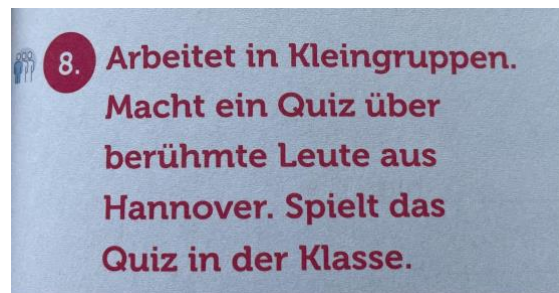 8. Arbeitet in Kleingruppen.
Macht ein Quiz über
berühmte Leute aus
Hannover. Spielt das
Quiz in der Klasse.